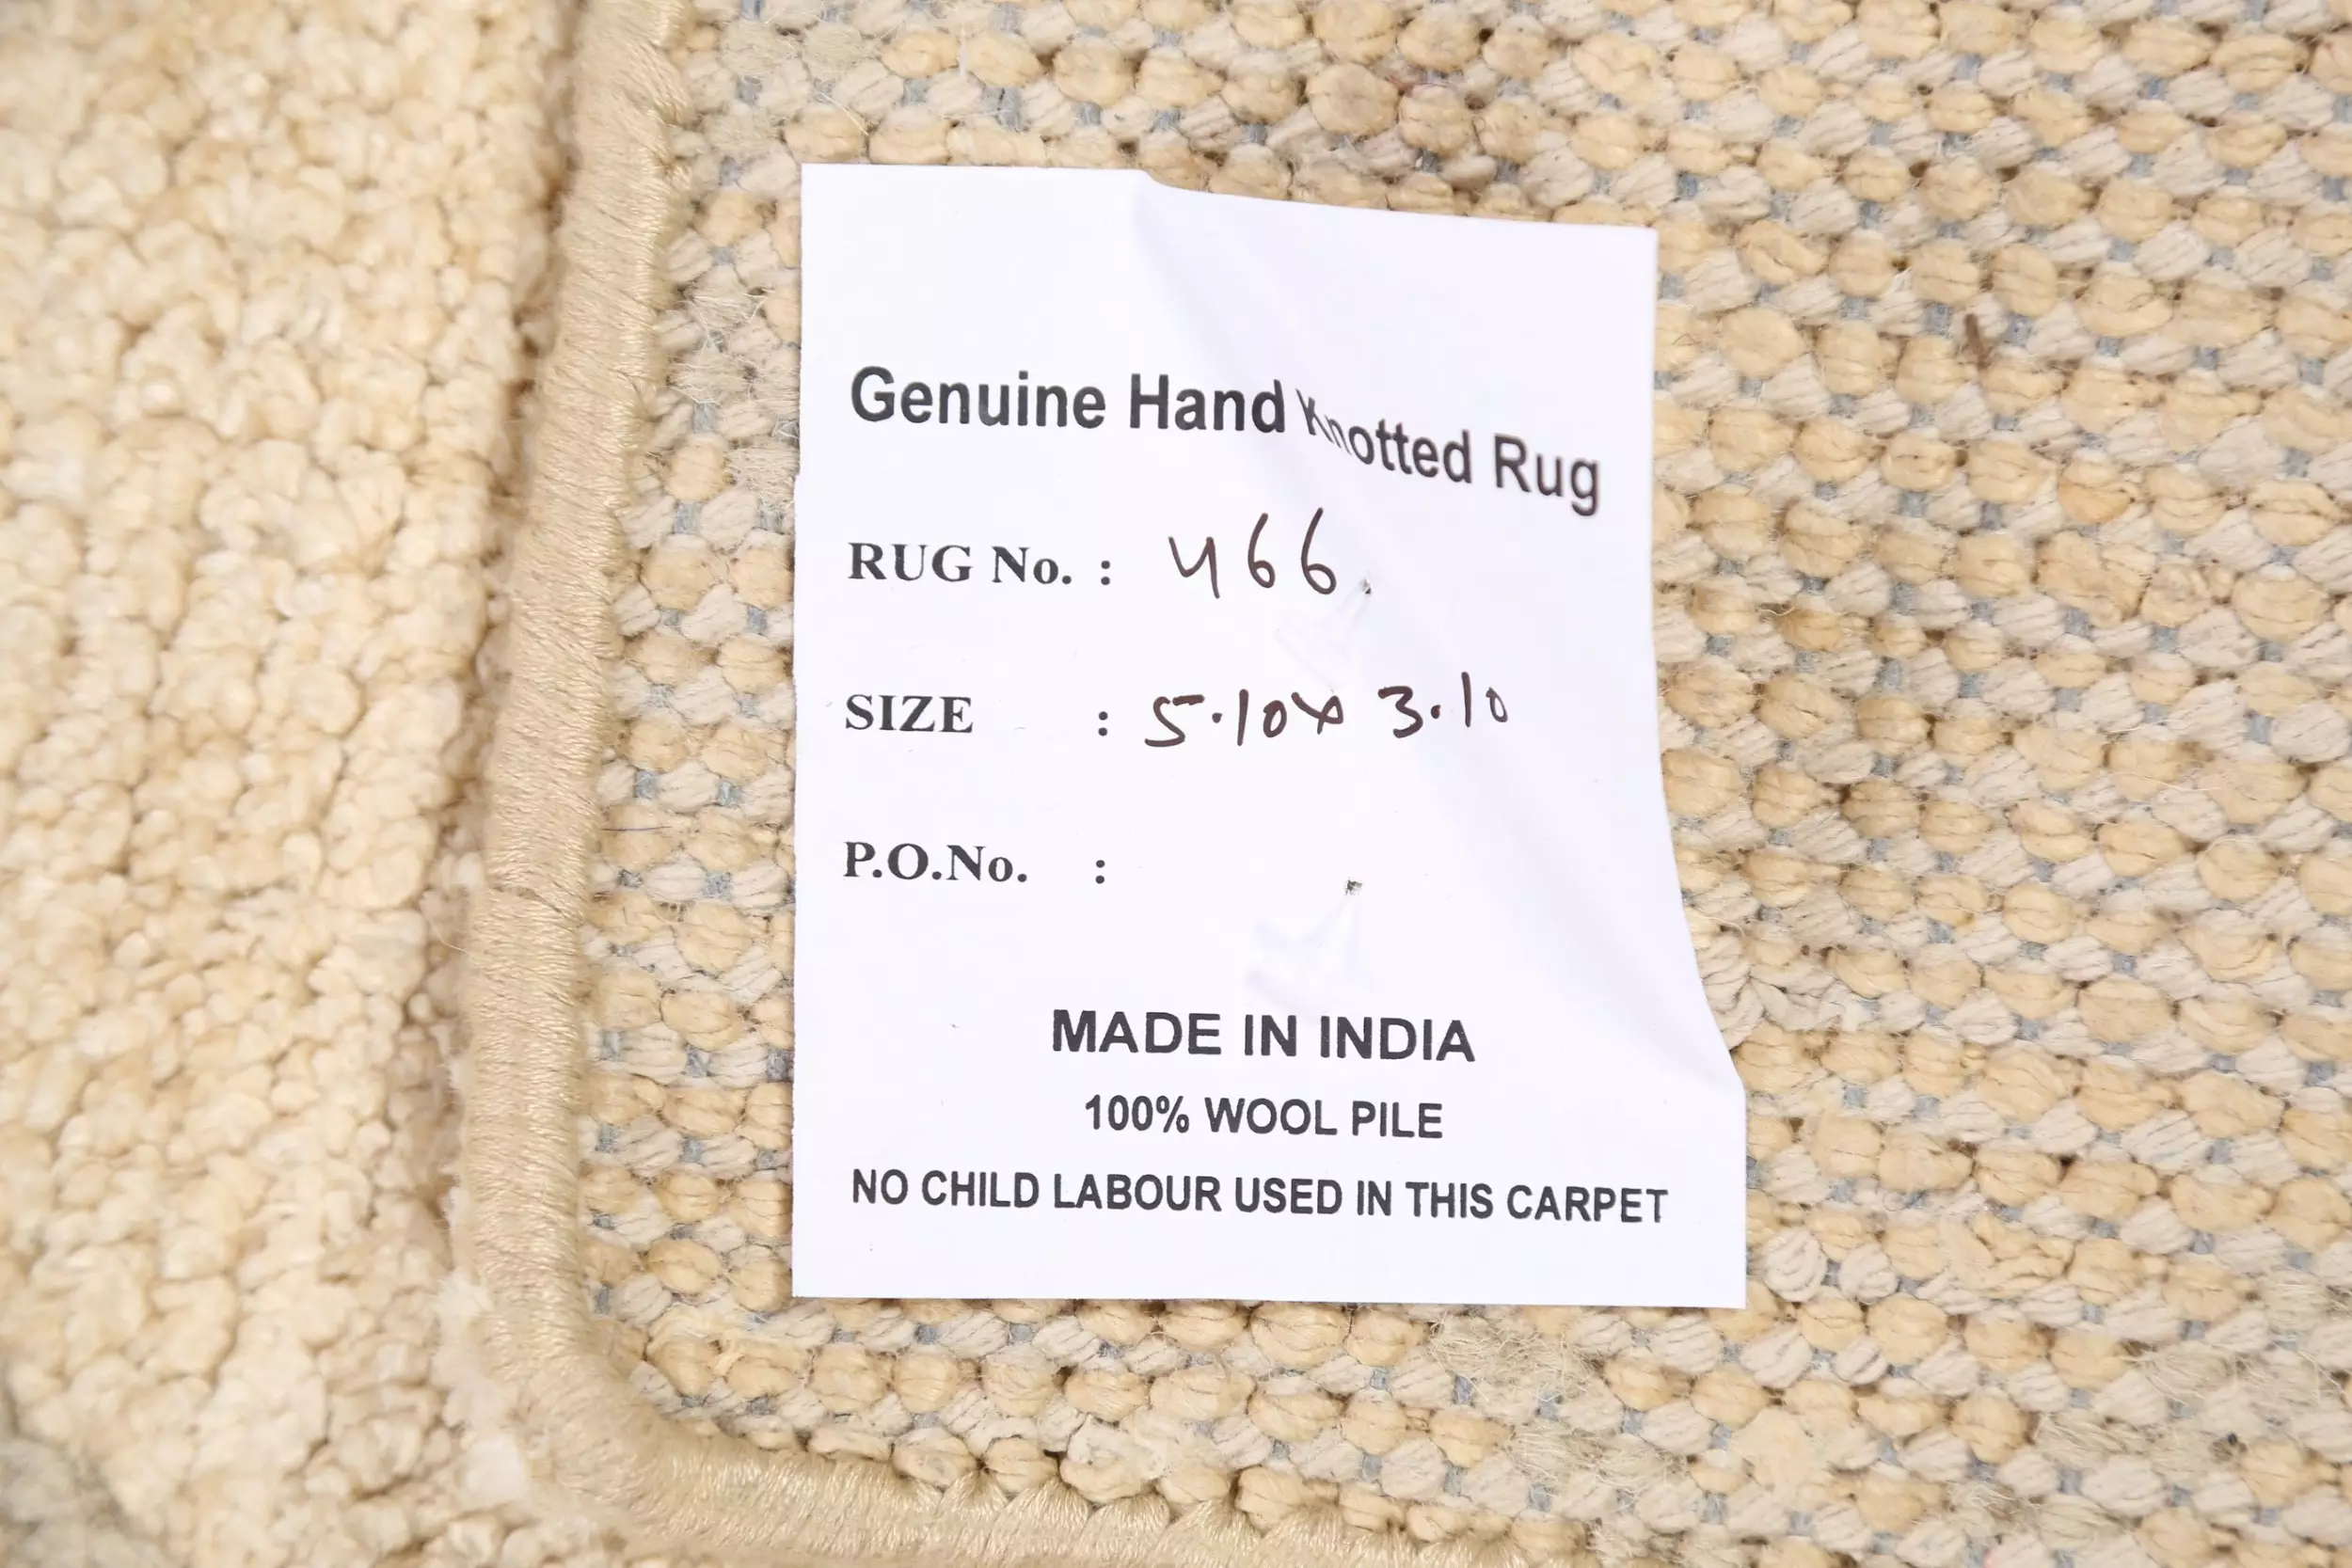 Genuine Hand Knotted Rug
RUG No. : 466
SIZE : 5.10 x 3.10
P.O.No. :
MADE IN INDIA
100% WOOL PILE
NO CHILD LABOUR USED IN THIS CARPET